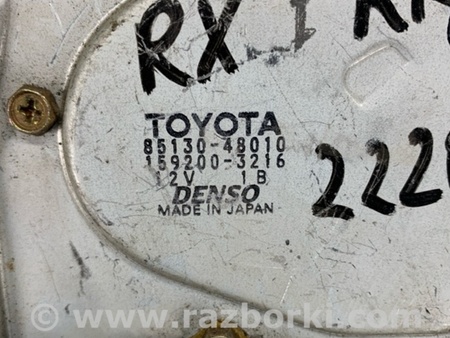 RX
TOYOTA
85130-48010
159200-3216
12V 1B
DENSO
MADE IN JAPAN
www.razborki.com